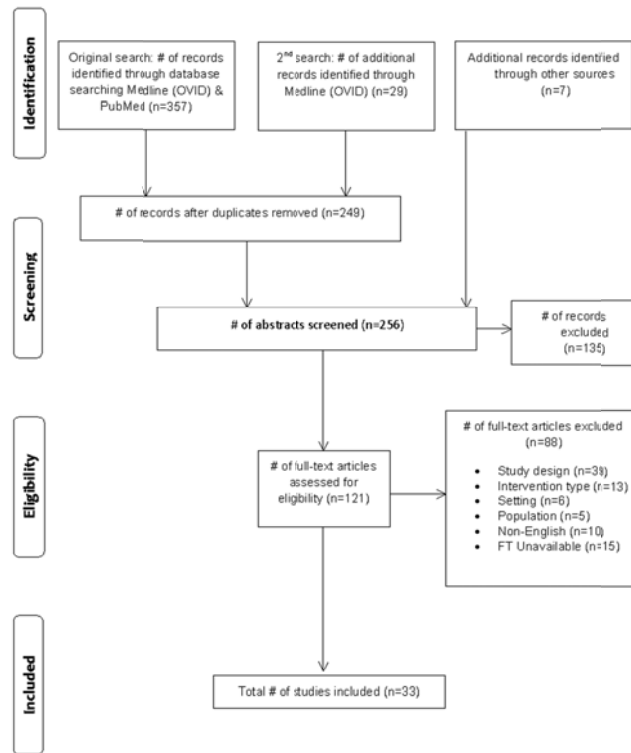 Identification
Original search: # of records
identified through database
searching Medline (OVID) &
PubMed (n=357)
2nd search: # of additional
records identified through
Medline (OVID) (n=29)
Additional records identified
through other sources
(n=7)
Screening
# of records after duplicates removed (n=249)
# of abstracts screened (n=256)
# of records
excluded
(n=135)
Eligibility
# of full-text articles
assessed for
eligibility (n=121)
# of full-text articles excluded
(n=88)
• Study design (n=39)
• Intervention type (n=13)
• Setting (n=6)
• Population (n=5)
• Non-English (n=10)
• FT Unavailable (n=15)
Included
Total # of studies included (n=33)